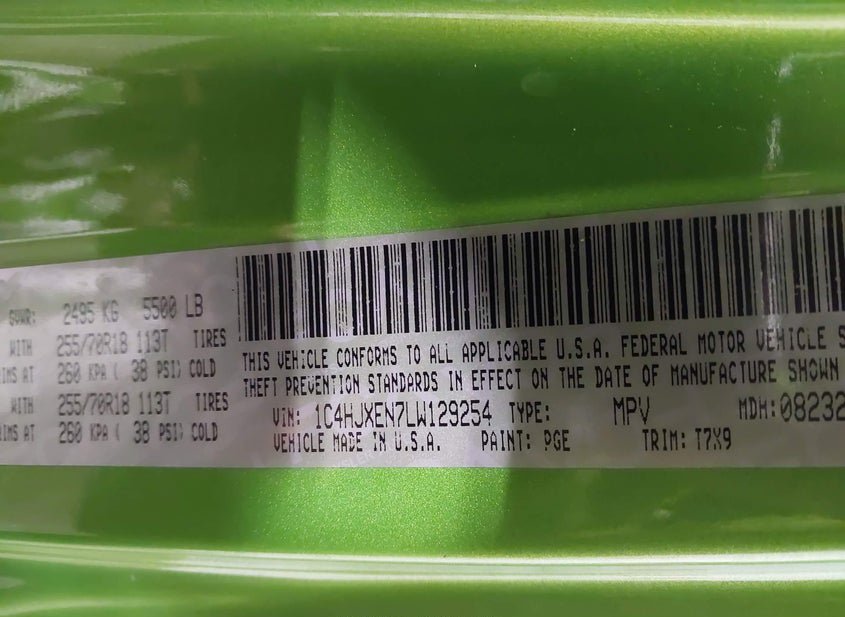 GVWR: 2495 KG 5500 LB
WITH 255/70R18 113T TIRES
AT 260 KPA ( 38 PSI) COLD
WITH 255/70R18 113T TIRES
AT 260 KPA ( 38 PSI) COLD
THIS VEHICLE CONFORMS TO ALL APPLICABLE U.S.A. FEDERAL MOTOR VEHICLE S
THEFT PREVENTION STANDARDS IN EFFECT ON THE DATE OF MANUFACTURE SHOWN
VIN: 1C4HJXEN7LW129254 TYPE: MPV MDH:08232
VEHICLE MADE IN U.S.A. PAINT: PGE TRIM: T7X9